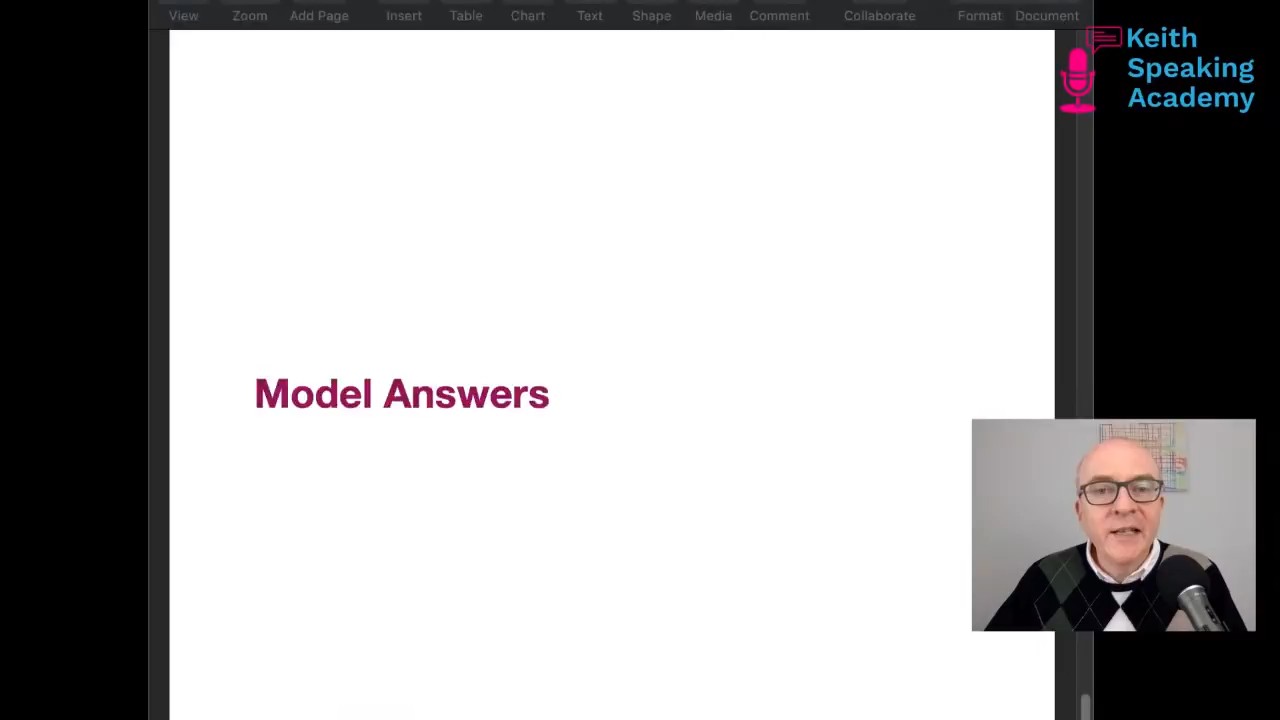 View Zoom Add Page Insert Table Chart Text Shape Media Comment Collaborate Format Document
Keith
Speaking
Academy
Model Answers